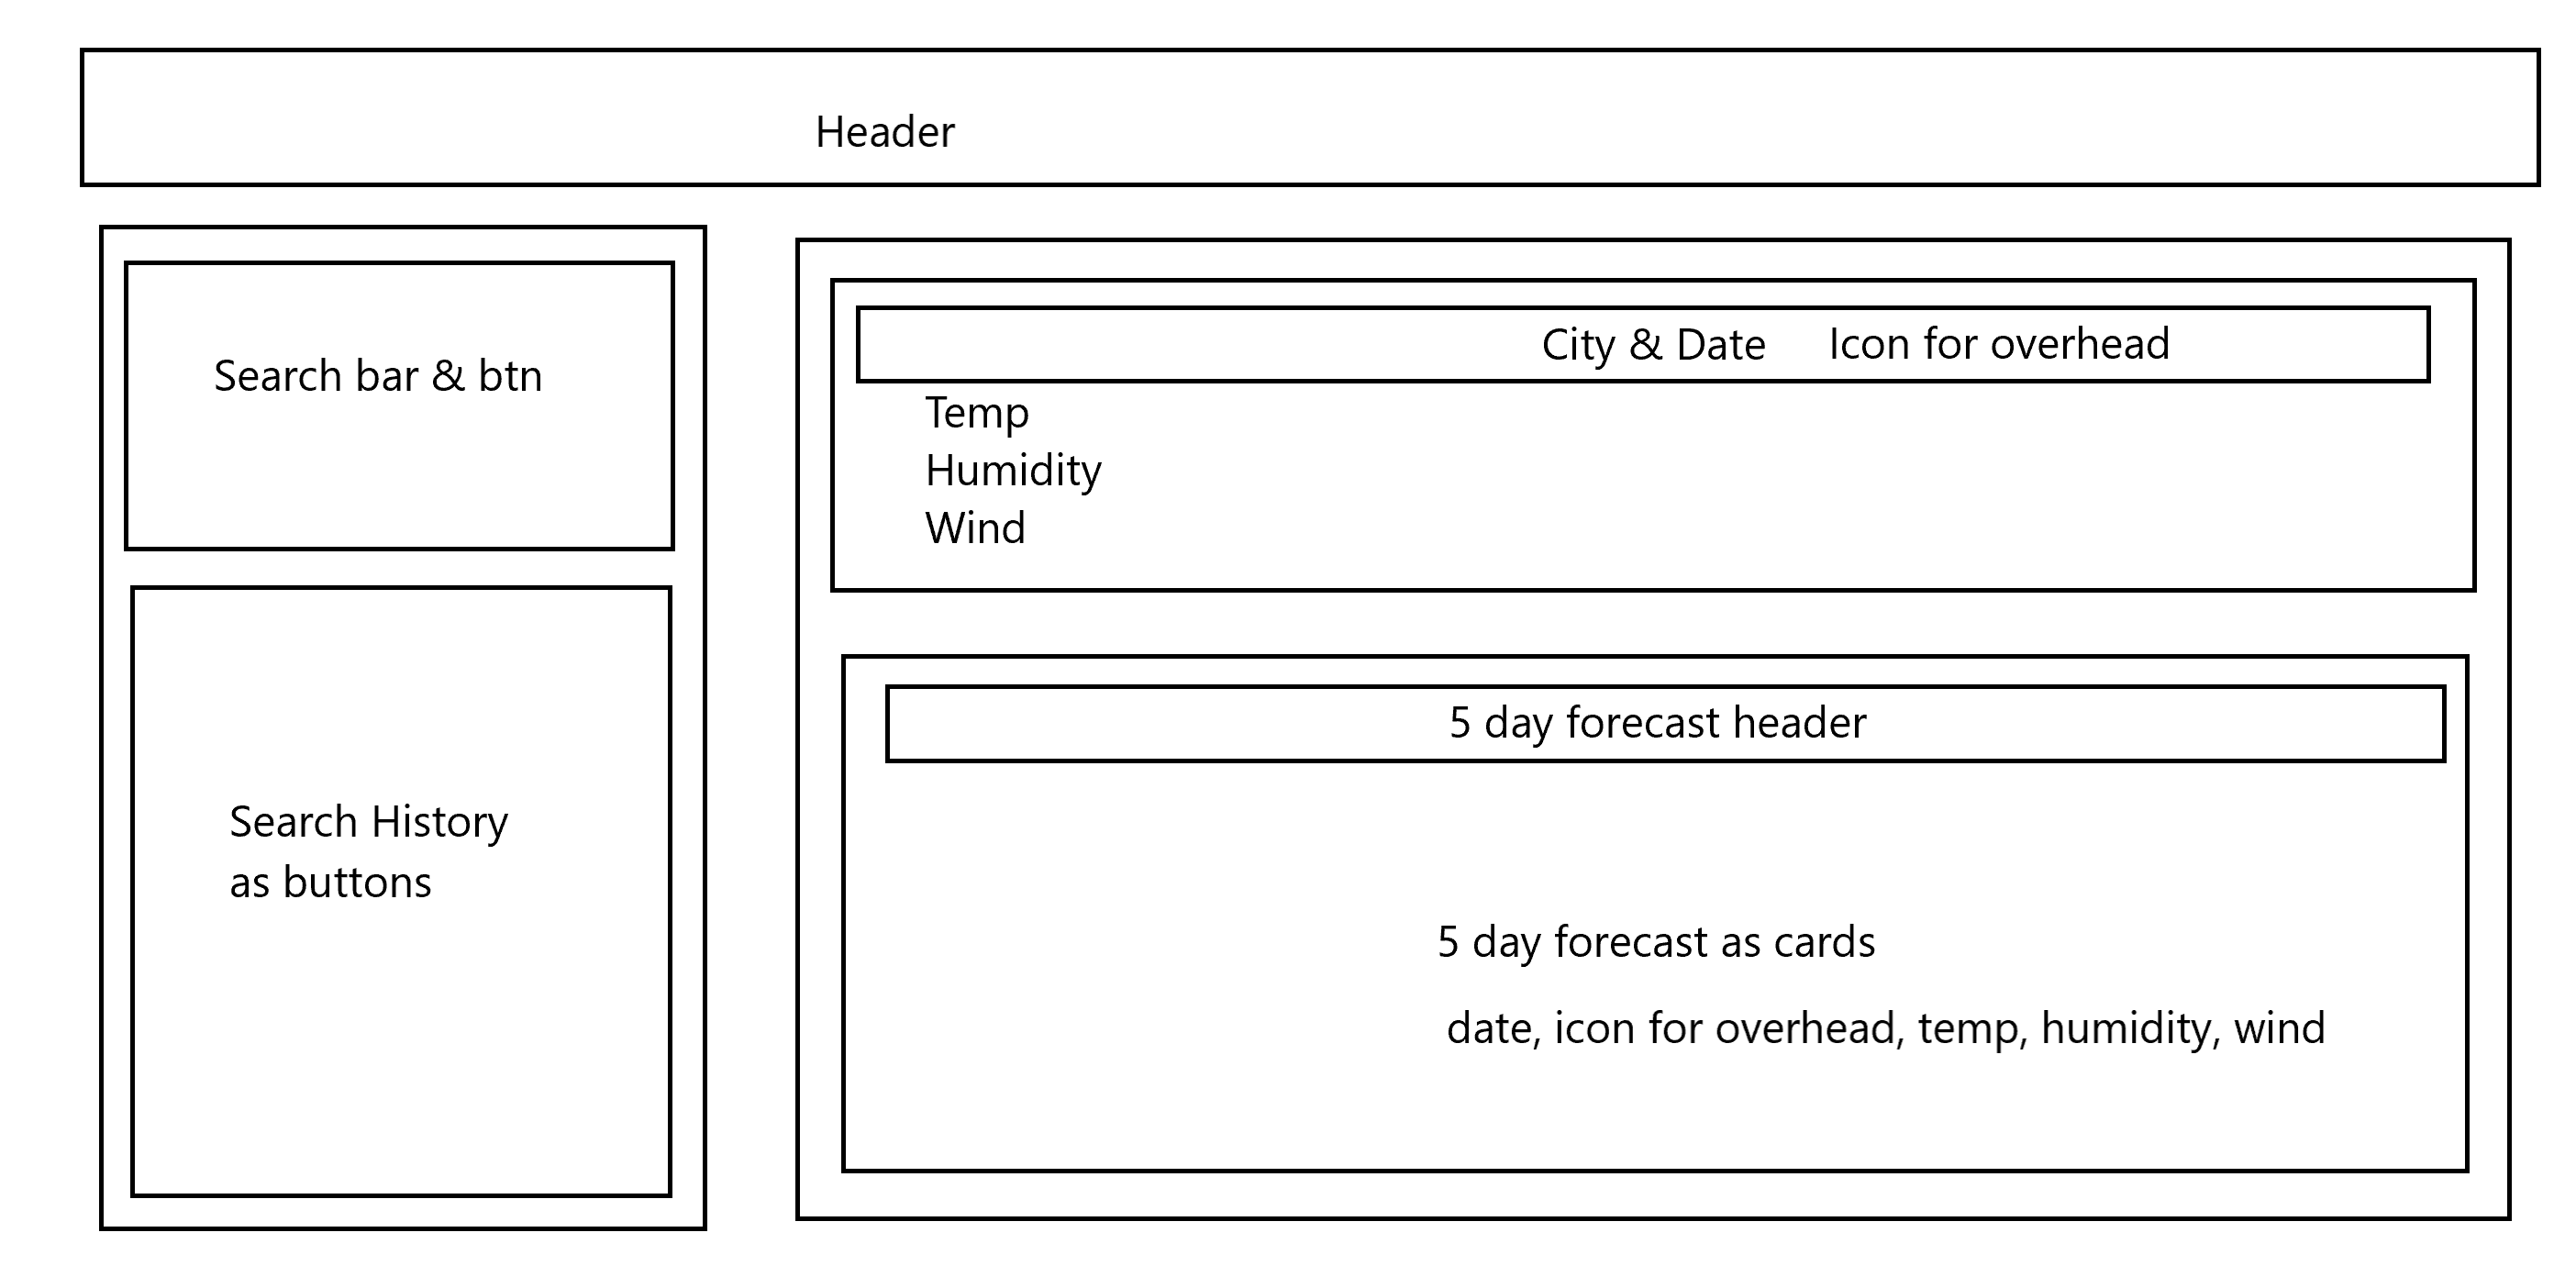 Header
Search bar & btn
Search History
as buttons
City & Date Icon for overhead
Temp
Humidity
Wind
5 day forecast header
5 day forecast as cards
date, icon for overhead, temp, humidity, wind